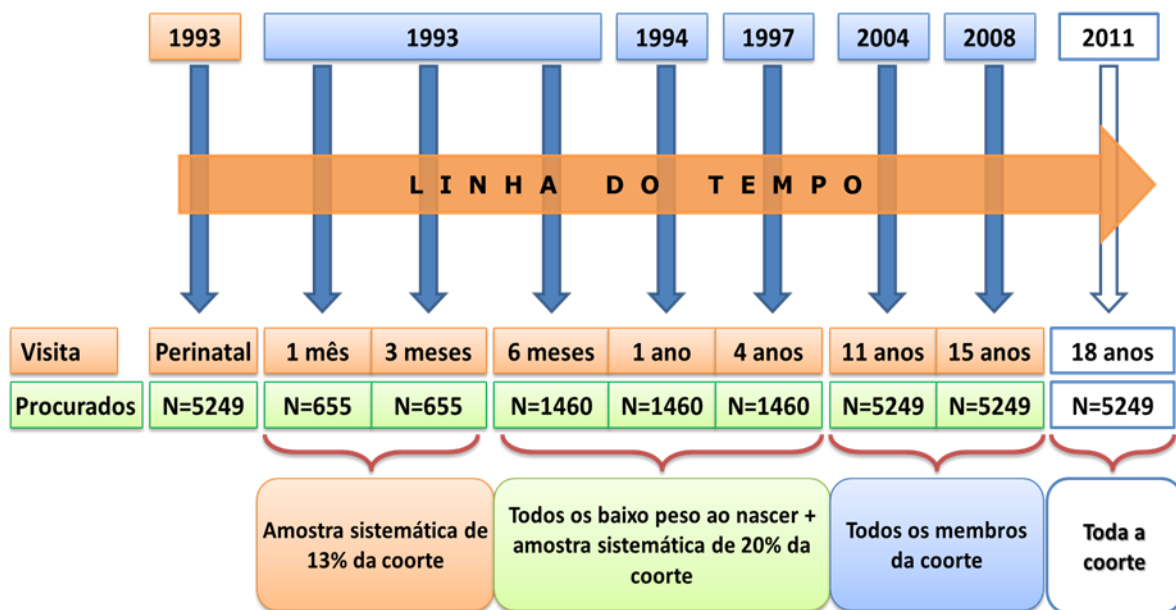 1993 1993 1994 1997 2004 2008 2011
LINHA DO TEMPO
Visita Perinatal 1 mês 3 meses 6 meses 1 ano 4 anos 11 anos 15 anos 18 anos
Procurados N=5249 N=655 N=655 N=1460 N=1460 N=1460 N=5249 N=5249 N=5249
Amostra sistemática de
13% da coorte
Todos os baixo peso ao nascer +
amostra sistemática de 20% da
coorte
Todos os membros
da coorte
Toda a
coorte